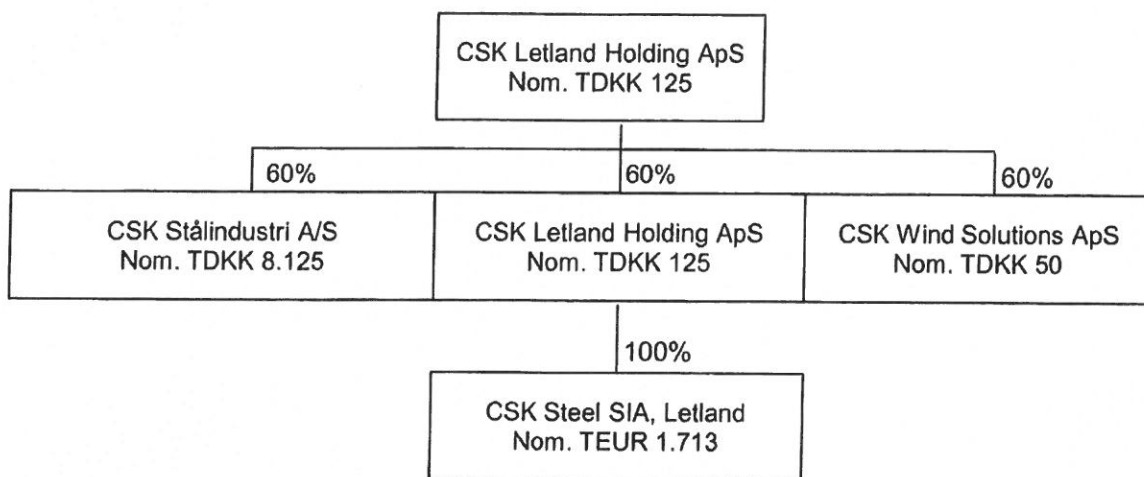 CSK Letland Holding ApS
Nom. TDKK 125
60%
60%
60%
CSK Stålindustri A/S
Nom. TDKK 8.125
CSK Letland Holding ApS
Nom. TDKK 125
CSK Wind Solutions ApS
Nom. TDKK 50
100%
CSK Steel SIA, Letland
Nom. TEUR 1.713